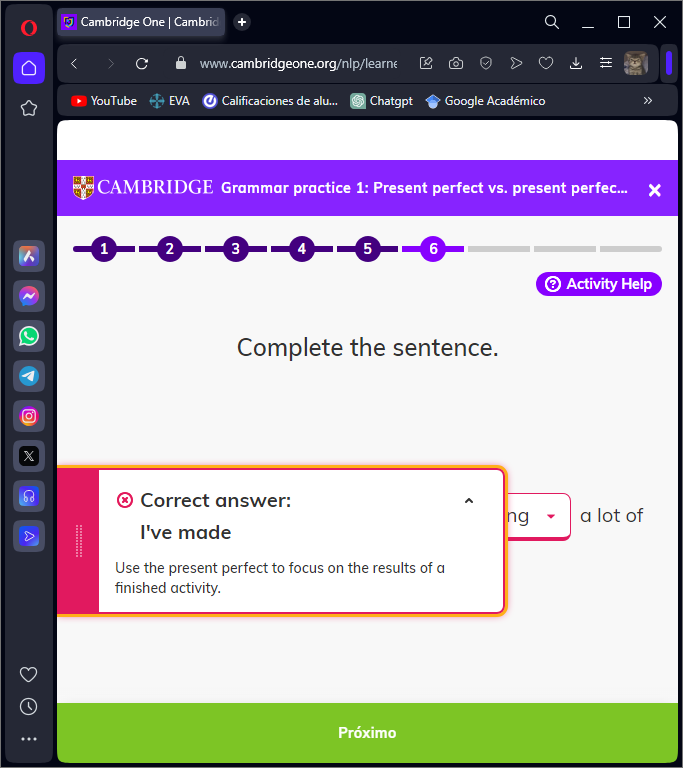 Cambridge One | Cambrid
www.cambridgeone.org/nlp/learne
YouTube EVA Calificaciones de alu... Chatgpt Google Académico »
CAMBRIDGE Grammar practice 1: Present perfect vs. present perfec...
1 2 3 4 5 6
Activity Help
Complete the sentence.
Correct answer:
I've made
Use the present perfect to focus on the results of a
finished activity.
ng a lot of
Próximo